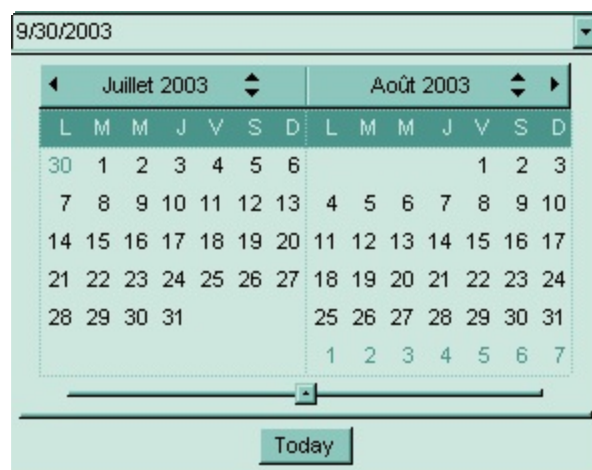 9/30/2003
Juillet 2003 Août 2003
L M M J V S D L M M J V S D
30 1 2 3 4 5 6 1 2 3
7 8 9 10 11 12 13 4 5 6 7 8 9 10
14 15 16 17 18 19 20 11 12 13 14 15 16 17
21 22 23 24 25 26 27 18 19 20 21 22 23 24
28 29 30 31 25 26 27 28 29 30 31
1 2 3 4 5 6 7
Today